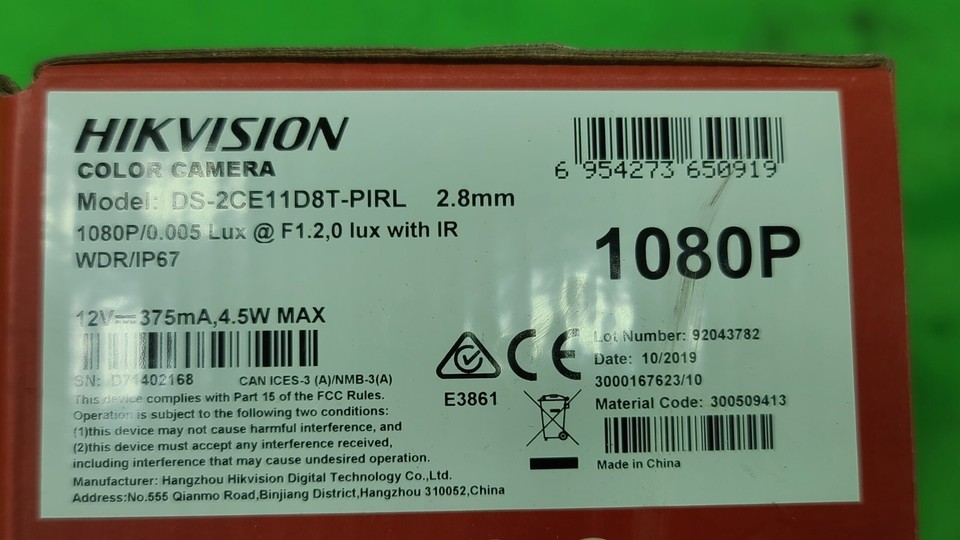 HIKVISION
COLOR CAMERA
Model: DS-2CE11D8T-PIRL 2.8mm
1080P/0.005 Lux @ F1.2,0 lux with IR
WDR/IP67
12V⎓375mA,4.5W MAX
SN: D71402168 CAN ICES-3 (A)/NMB-3(A)
This device complies with Part 15 of the FCC Rules.
Operation is subject to the following two conditions:
(1)this device may not cause harmful interference, and
(2)this device must accept any interference received,
including interference that may cause undesired operation.
Manufacturer: Hangzhou Hikvision Digital Technology Co.,Ltd.
Address:No.555 Qianmo Road,Binjiang District,Hangzhou 310052,China
6 954273 650919
1080P
CE
E3861
Lot Number: 92043782
Date: 10/2019
3000167623/10
Material Code: 300509413
Made in China